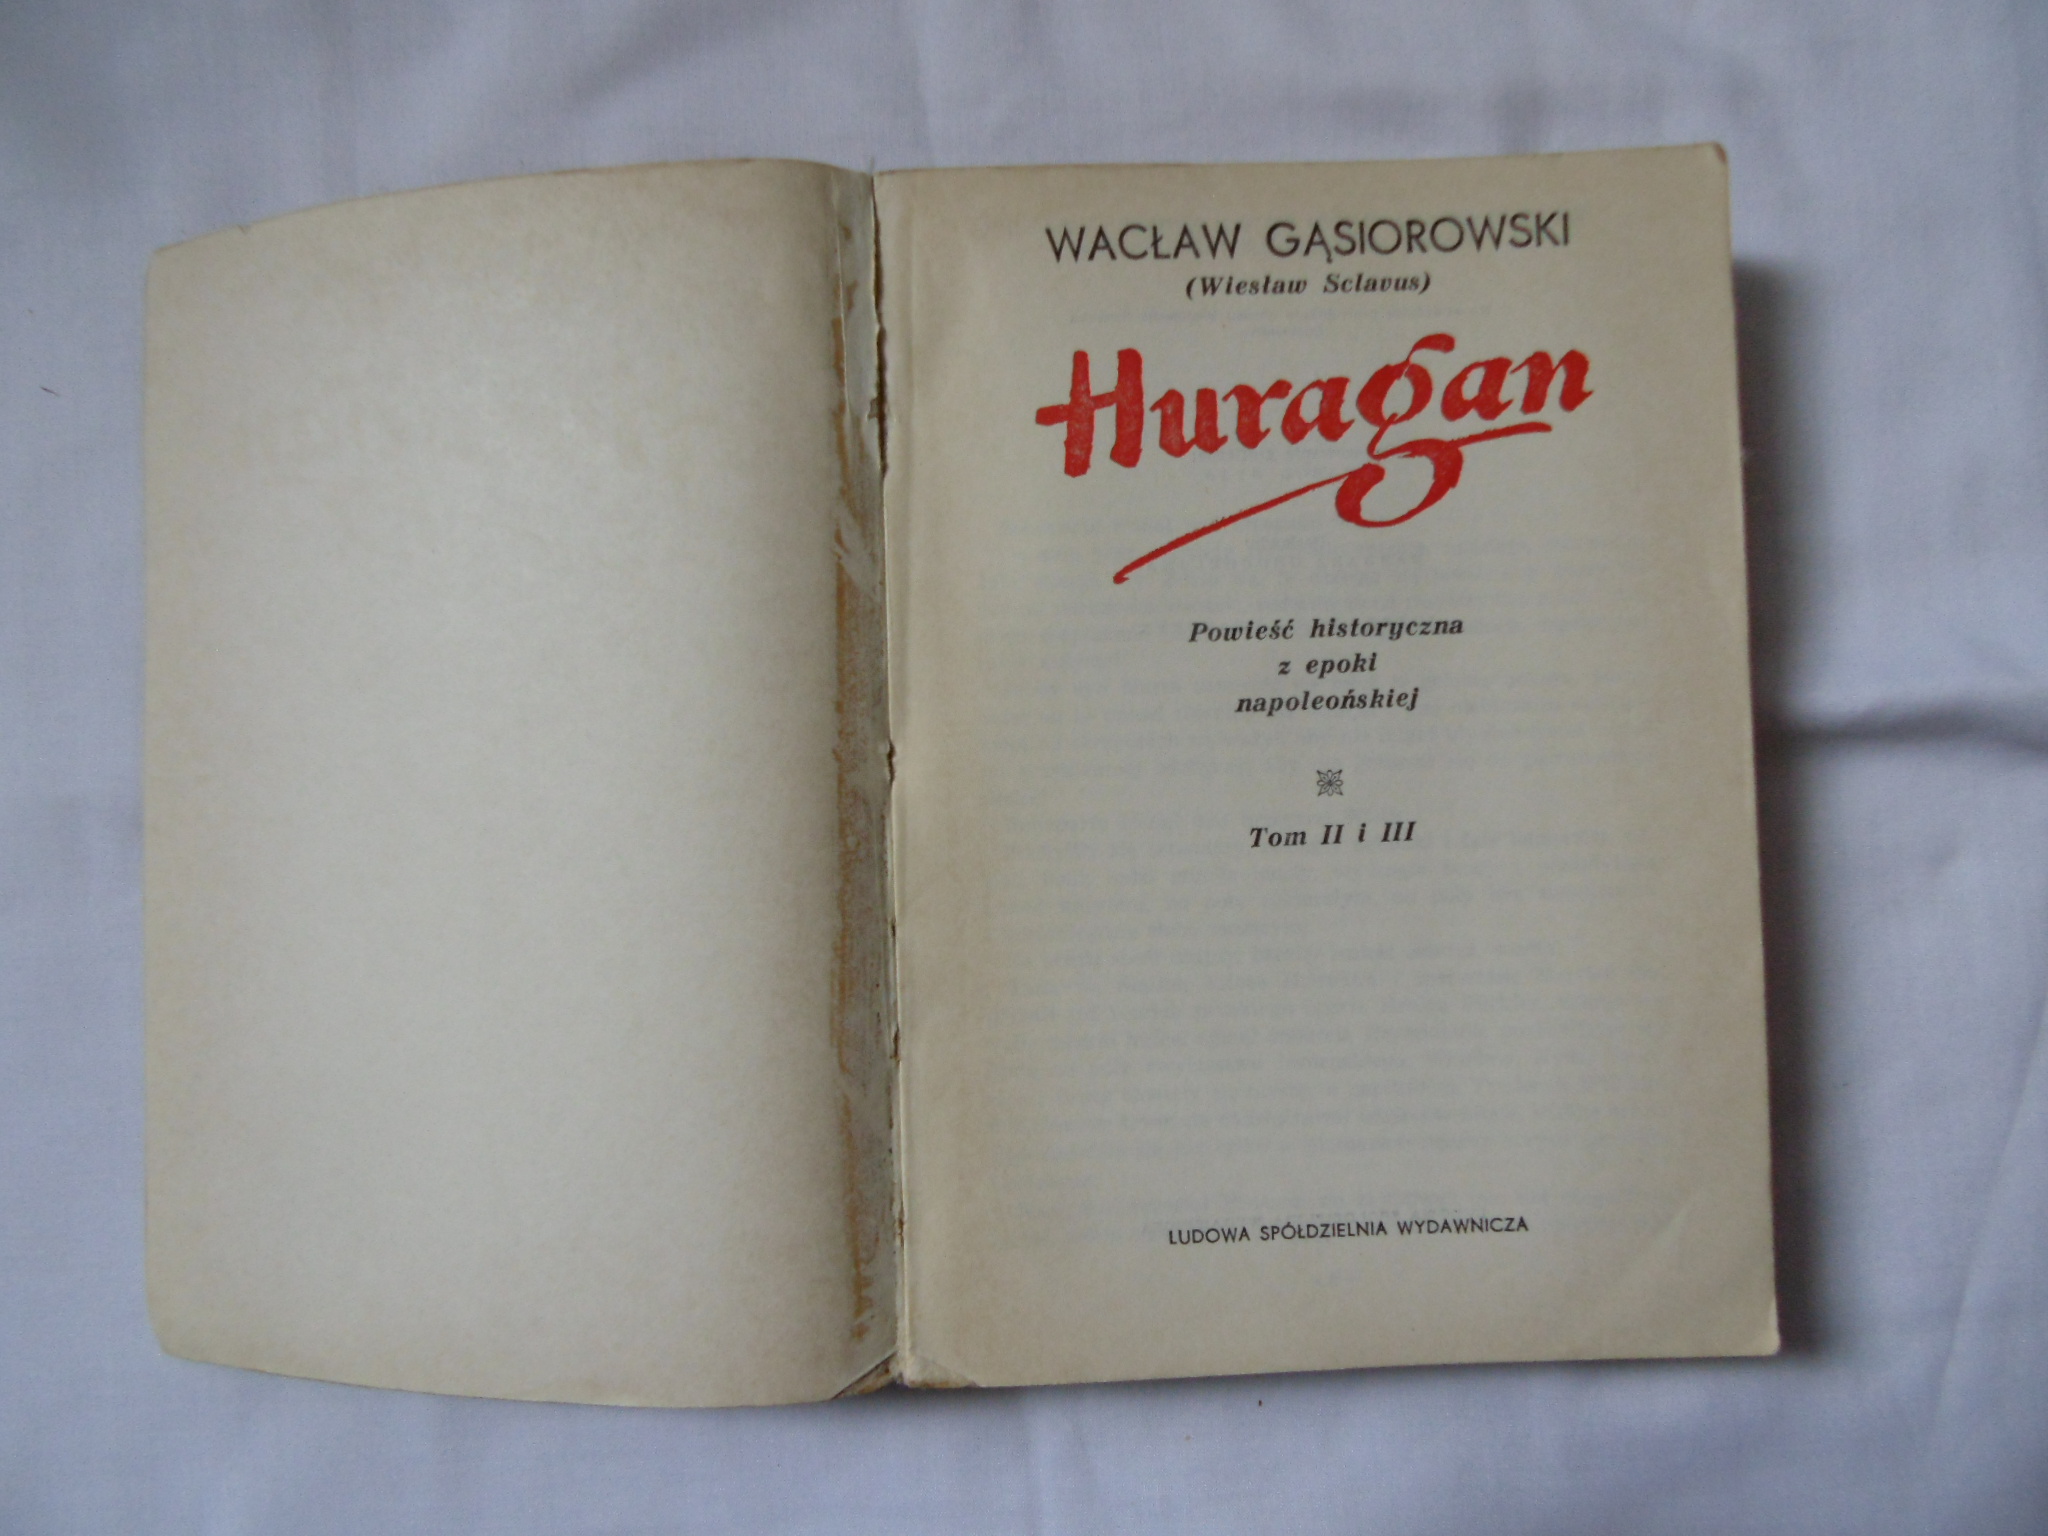 WACŁAW GĄSIOROWSKI
(Wiesław Sclavus)
Huragan
Powieść historyczna
z epoki
napoleońskiej
Tom II i III
LUDOWA SPÓŁDZIELNIA WYDAWNICZA